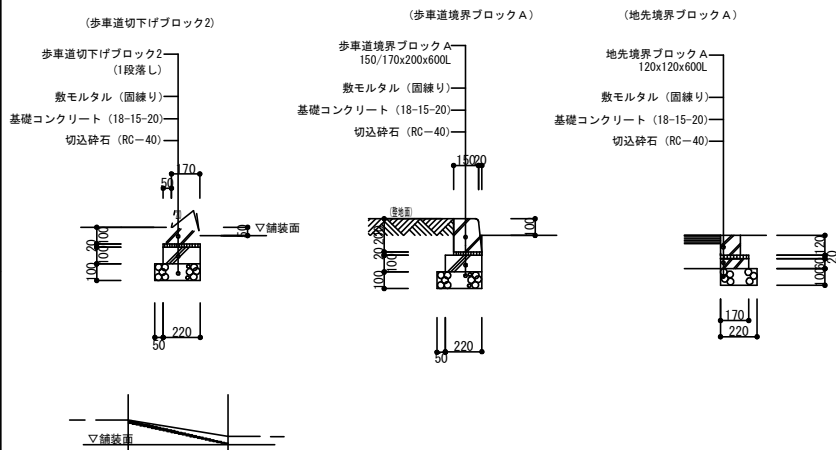 (歩車道切下げブロック2)
歩車道切下げブロック2
(1段落し)
敷モルタル (固練り)
基礎コンクリート (18-15-20)
切込砕石 (RC-40)
170
50
50
▽舗装面
100
20
100
100
50
220
▽舗装面
(歩車道境界ブロックA)
歩車道境界ブロックA
150/170x200x600L
敷モルタル (固練り)
基礎コンクリート (18-15-20)
切込砕石 (RC-40)
150
20
(整地面)
100
200
20
100
100
50
220
(地先境界ブロックA)
地先境界ブロックA
120x120x600L
敷モルタル (固練り)
基礎コンクリート (18-15-20)
切込砕石 (RC-40)
120
20
60
100
170
220